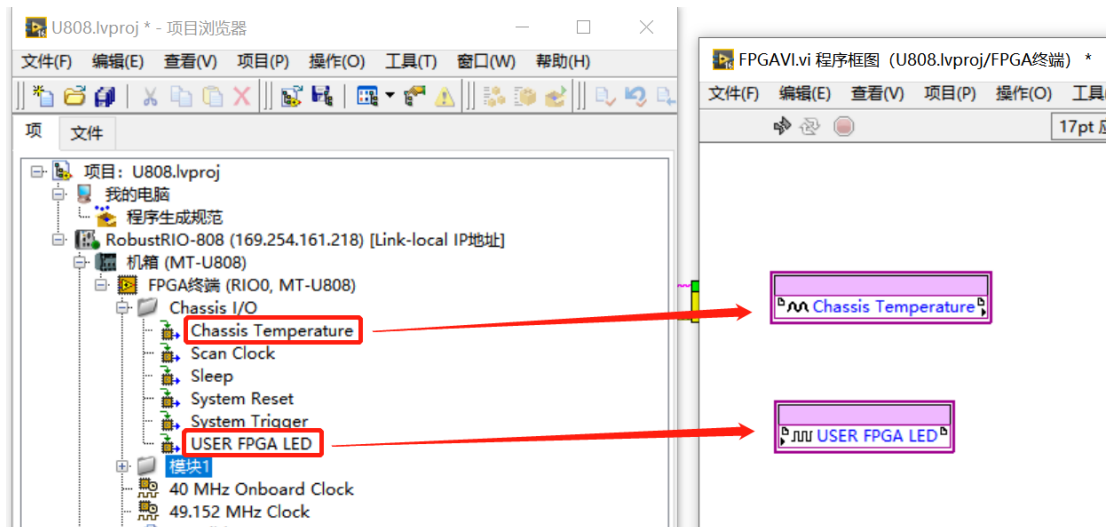 U808.lvproj * - 项目浏览器
文件(F) 编辑(E) 查看(V) 项目(P) 操作(O) 工具(T) 窗口(W) 帮助(H)
项 文件
项目：U808.lvproj
我的电脑
程序生成规范
RobustRIO-808 (169.254.161.218) [Link-local IP地址]
机箱 (MT-U808)
FPGA终端 (RIO0, MT-U808)
Chassis I/O
Chassis Temperature
Scan Clock
Sleep
System Reset
System Trigger
USER FPGA LED
模块1
40 MHz Onboard Clock
49.152 MHz Clock
FPGAVI.vi 程序框图（U808.lvproj/FPGA终端） *
文件(F) 编辑(E) 查看(V) 项目(P) 操作(O) 工具
17pt
Chassis Temperature
USER FPGA LED